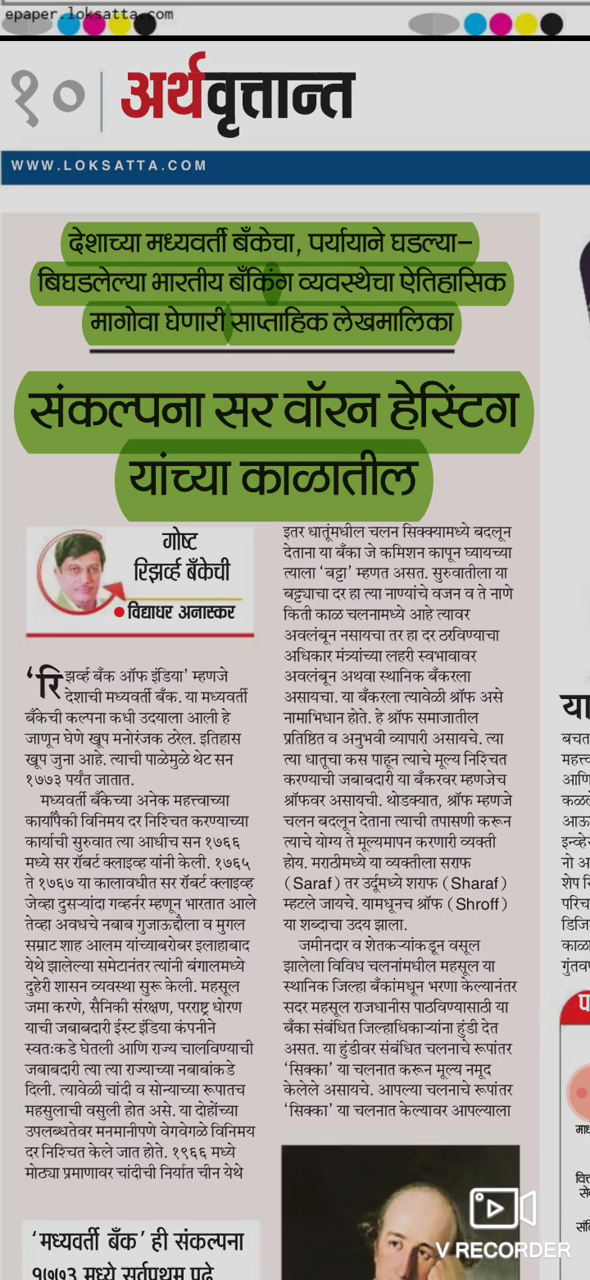 epaper.loksatta.com
१०
अर्थवृत्तान्त
WWW.LOKSATTA.COM
देशाच्या मध्यवर्ती बँकेचा, पर्यायाने घडल्या–
बिघडलेल्या भारतीय बँकिंग व्यवस्थेचा ऐतिहासिक
मागोवा घेणारी साप्ताहिक लेखमालिका
संकल्पना सर वॉरन हेस्टिंग
यांच्या काळातील
गोष्ट
रिझर्व्ह बँकेची
विद्याधर अनास्कर
‘रिझर्व्ह बँक ऑफ इंडिया’ म्हणजे
देशाची मध्यवर्ती बँक. या मध्यवर्ती
बँकेची कल्पना कधी उदयाला आली हे
जाणून घेणे खूप मनोरंजक ठरेल. इतिहास
खूप जुना आहे. त्याची पाळेमुळे थेट सन
१७७३ पर्यंत जातात.
मध्यवर्ती बँकेच्या अनेक महत्त्वाच्या
कार्यांपैकी विनिमय दर निश्चित करण्याच्या
कार्याची सुरुवात त्या आधीच सन १७६६
मध्ये सर रॉबर्ट क्लाइव्ह यांनी केली. १७६५
ते १७६७ या कालावधीत सर रॉबर्ट क्लाइव्ह
जेव्हा दुसऱ्यांदा गव्हर्नर म्हणून भारतात आले
तेव्हा अवधचे नबाब गुजाऊद्दौला व मुगल
सम्राट शाह आलम यांच्याबरोबर इलाहाबाद
येथे झालेल्या समेटानंतर त्यांनी बंगालमध्ये
दुहेरी शासन व्यवस्था सुरू केली. महसूल
जमा करणे, सैनिकी संरक्षण, परराष्ट्र धोरण
याची जबाबदारी ईस्ट इंडिया कंपनीने
स्वतःकडे घेतली आणि राज्य चालविण्याची
जबाबदारी त्या त्या राज्याच्या नबाबांकडे
दिली. त्यावेळी चांदी व सोन्याच्या रूपातच
महसुलाची वसुली होत असे. या दोहोंच्या
उपलब्धतेवर मनमानीपणे वेगवेगळे विनिमय
दर निश्चित केले जात होते. १९६६ मध्ये
मोठ्या प्रमाणावर चांदीची निर्यात चीन येथे
‘मध्यवर्ती बँक’ ही संकल्पना
१७७३ मध्ये सर्वप्रथम पुढे
इतर धातूंमधील चलन सिक्क्यामध्ये बदलून
देताना या बँका जे कमिशन कापून घ्यायच्या
त्याला ‘बट्टा’ म्हणत असत. सुरुवातीला या
बट्ट्याचा दर हा त्या नाण्यांचे वजन व ते नाणे
किती काळ चलनामध्ये आहे त्यावर
अवलंबून नसायचा तर हा दर ठरविण्याचा
अधिकार मंत्र्यांच्या लहरी स्वभावावर
अवलंबून अथवा स्थानिक बँकरला
असायचा. या बँकरला त्यावेळी श्रॉफ असे
नामाभिधान होते. हे श्रॉफ समाजातील
प्रतिष्ठित व अनुभवी व्यापारी असायचे. त्या
त्या धातूचा कस पाहून त्याचे मूल्य निश्चित
करण्याची जबाबदारी या बँकरवर म्हणजेच
श्रॉफवर असायची. थोडक्यात, श्रॉफ म्हणजे
चलन बदलून देताना त्याची तपासणी करून
त्याचे योग्य ते मूल्यमापन करणारी व्यक्ती
होय. मराठीमध्ये या व्यक्तीला सराफ
(Saraf) तर उर्दूमध्ये शराफ (Sharaf)
म्हटले जायचे. यामधूनच श्रॉफ (Shroff)
या शब्दाचा उदय झाला.
जमीनदार व शेतकऱ्यांकडून वसूल
झालेला विविध चलनांमधील महसूल या
स्थानिक जिल्हा बँकांमधून भरणा केल्यानंतर
सदर महसूल राजधानीस पाठविण्यासाठी या
बँका संबंधित जिल्हाधिकाऱ्यांना हुंडी देत
असत. या हुंडीवर संबंधित चलनाचे रूपांतर
‘सिक्का’ या चलनात करून मूल्य नमूद
केलेले असायचे. आपल्या चलनाचे रूपांतर
‘सिक्का’ या चलनात केल्यावर आपल्याला
या
बचत
महत्त्व
आणि
डिजि
काळा
गुंतवण
V RECORDER